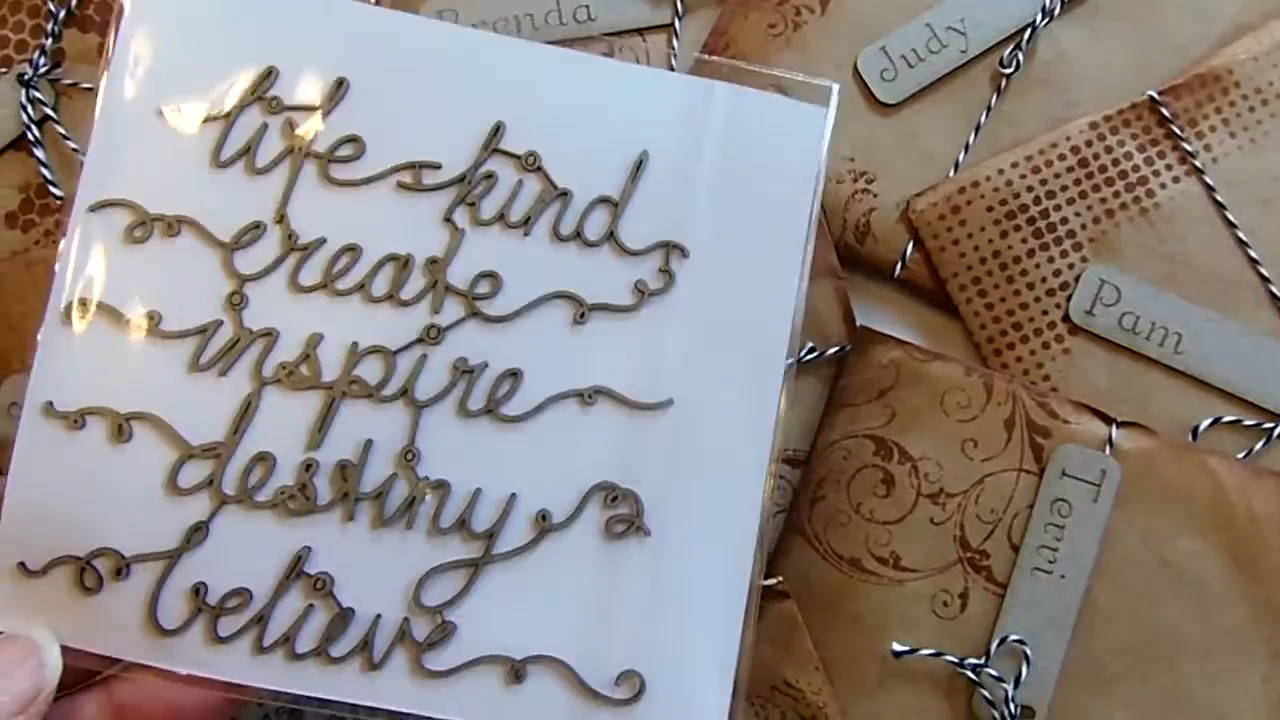 Brenda
Judy
life kind
create
Pam
inspire
destiny
Terri
believe